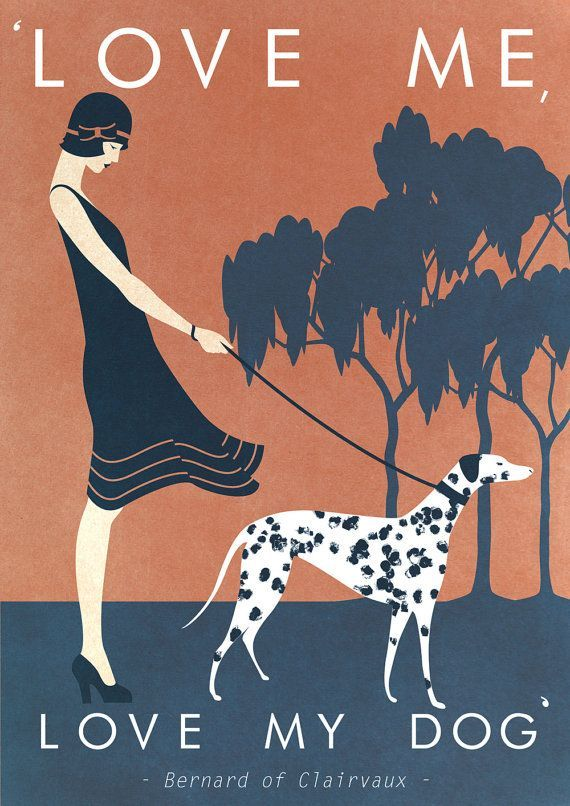 ‘LOVE ME,
LOVE MY DOG’
- Bernard of Clairvaux -